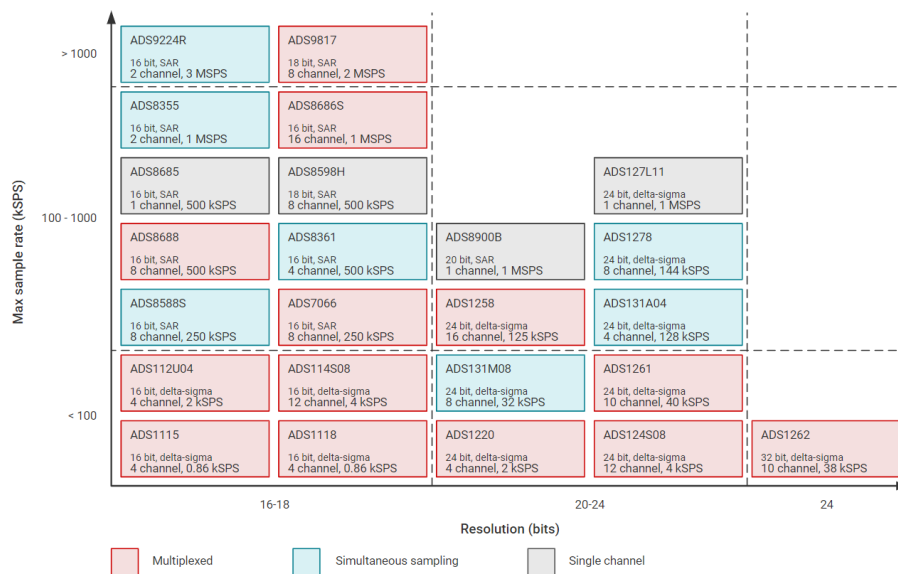 Max sample rate (kSPS)
> 1000
ADS9224R
16 bit, SAR
2 channel, 3 MSPS
ADS9817
18 bit, SAR
8 channel, 2 MSPS
100 - 1000
ADS8355
16 bit, SAR
2 channel, 1 MSPS
ADS8686S
16 bit, SAR
16 channel, 1 MSPS
ADS8685
16 bit, SAR
1 channel, 500 kSPS
ADS8598H
18 bit, SAR
8 channel, 500 kSPS
ADS127L11
24 bit, delta-sigma
1 channel, 1 MSPS
ADS8688
16 bit, SAR
8 channel, 500 kSPS
ADS8361
16 bit, SAR
4 channel, 500 kSPS
ADS8900B
20 bit, SAR
1 channel, 1 MSPS
ADS1278
24 bit, delta-sigma
8 channel, 144 kSPS
ADS8588S
16 bit, SAR
8 channel, 250 kSPS
ADS7066
16 bit, SAR
8 channel, 250 kSPS
ADS1258
24 bit, delta-sigma
16 channel, 125 kSPS
ADS131A04
24 bit, delta-sigma
4 channel, 128 kSPS
< 100
ADS112U04
16 bit, delta-sigma
4 channel, 2 kSPS
ADS114S08
16 bit, delta-sigma
12 channel, 4 kSPS
ADS131M08
24 bit, delta-sigma
8 channel, 32 kSPS
ADS1261
24 bit, delta-sigma
10 channel, 40 kSPS
ADS1115
16 bit, delta-sigma
4 channel, 0.86 kSPS
ADS1118
16 bit, delta-sigma
4 channel, 0.86 kSPS
ADS1220
24 bit, delta-sigma
4 channel, 2 kSPS
ADS124S08
24 bit, delta-sigma
12 channel, 4 kSPS
ADS1262
32 bit, delta-sigma
10 channel, 38 kSPS
16-18
20-24
24
Resolution (bits)
Multiplexed
Simultaneous sampling
Single channel